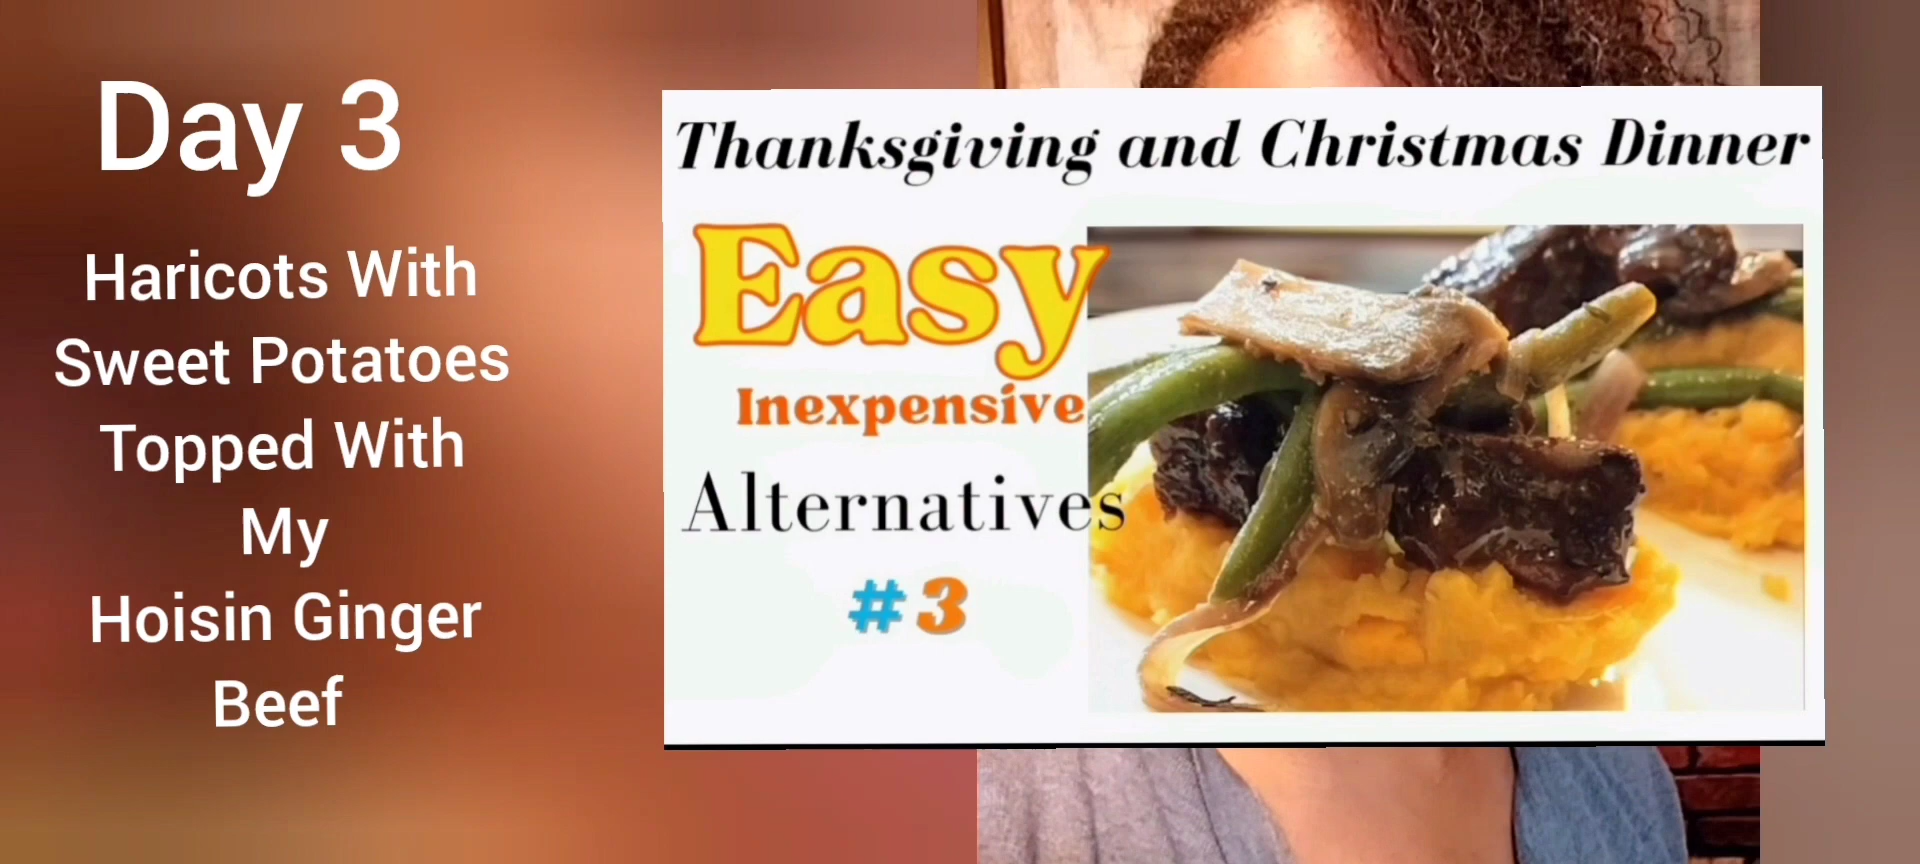 Day 3
Haricots With
Sweet Potatoes
Topped With
My
Hoisin Ginger
Beef
Thanksgiving and Christmas Dinner
Easy
Inexpensive
Alternatives
#3